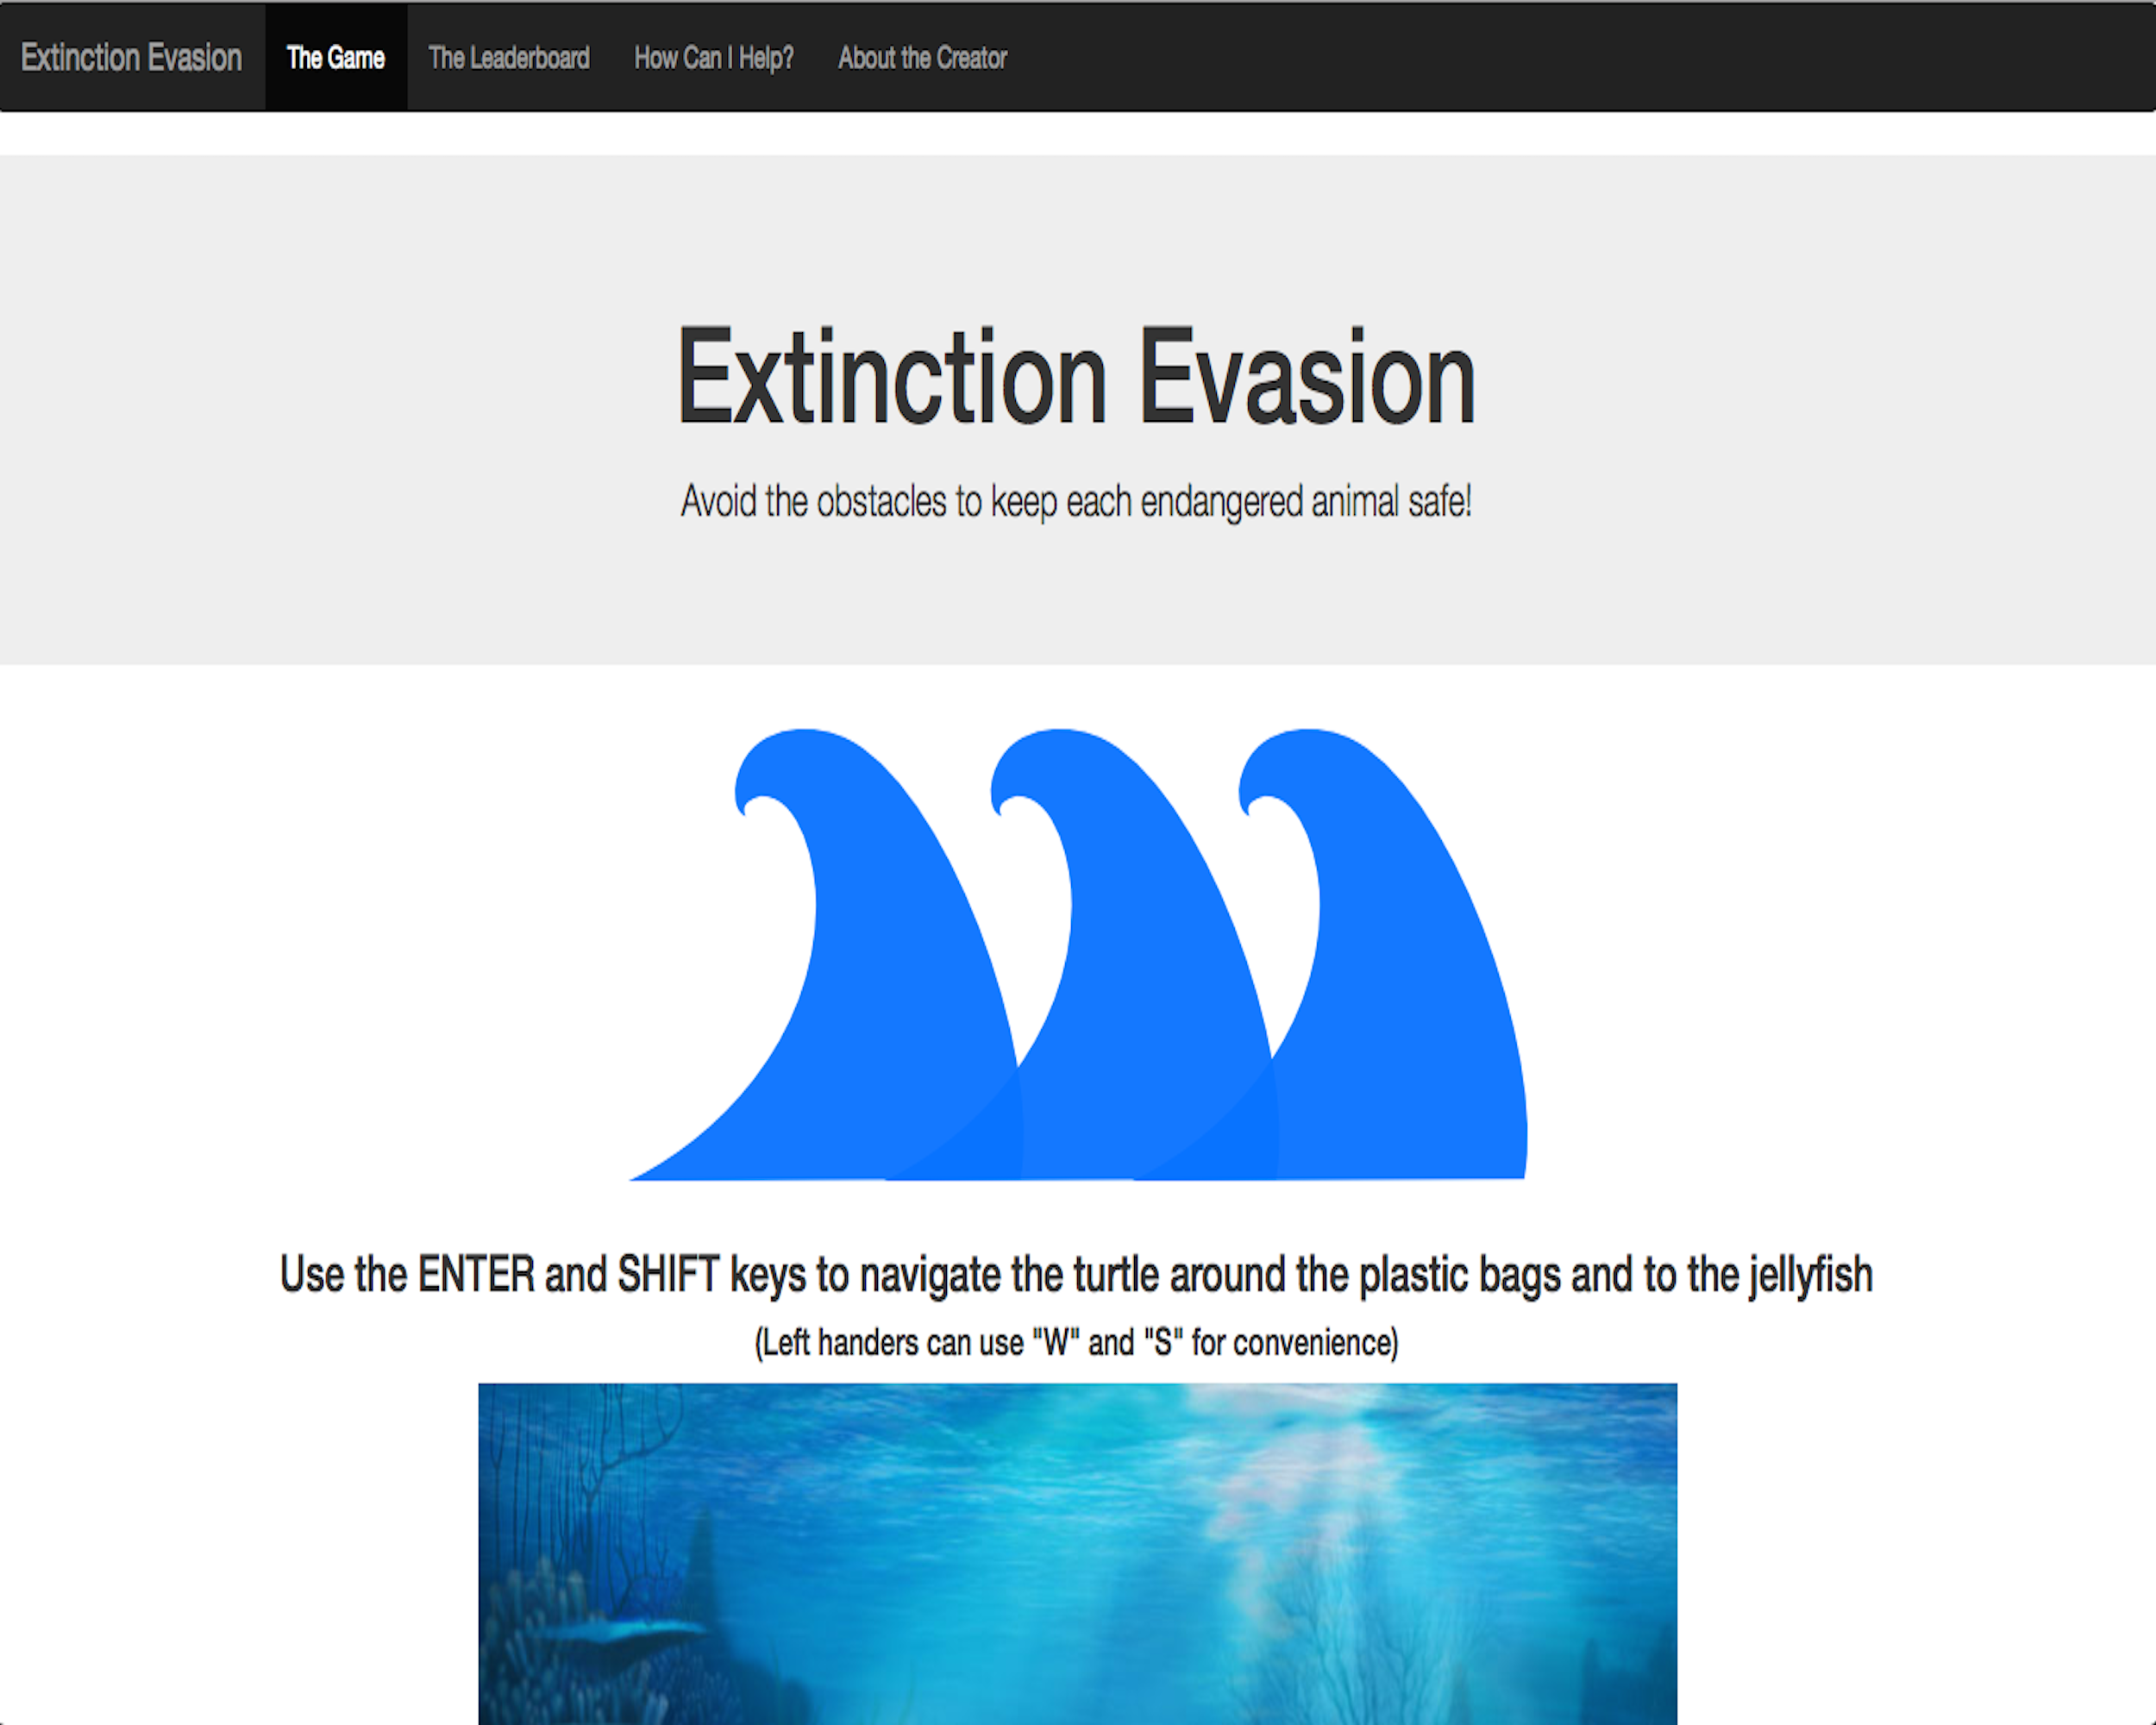 Extinction Evasion The Game The Leaderboard How Can I Help? About the Creator
Extinction Evasion
Avoid the obstacles to keep each endangered animal safe!
Use the ENTER and SHIFT keys to navigate the turtle around the plastic bags and to the jellyfish
(Left handers can use "W" and "S" for convenience)